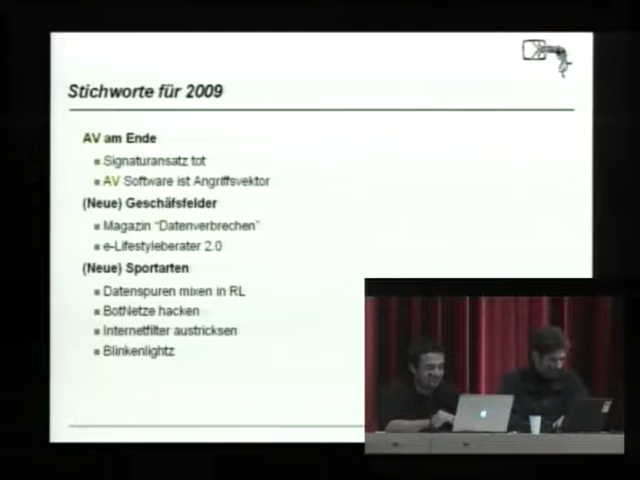 Stichworte für 2009
AV am Ende
Signaturansatz tot
AV Software ist Angriffsvektor
(Neue) Geschäfsfelder
Magazin "Datenverbrechen"
e-Lifestyleberater 2.0
(Neue) Sportarten
Datenspuren mixen in RL
BotNetze hacken
Internetfilter austricksen
Blinkenlightz